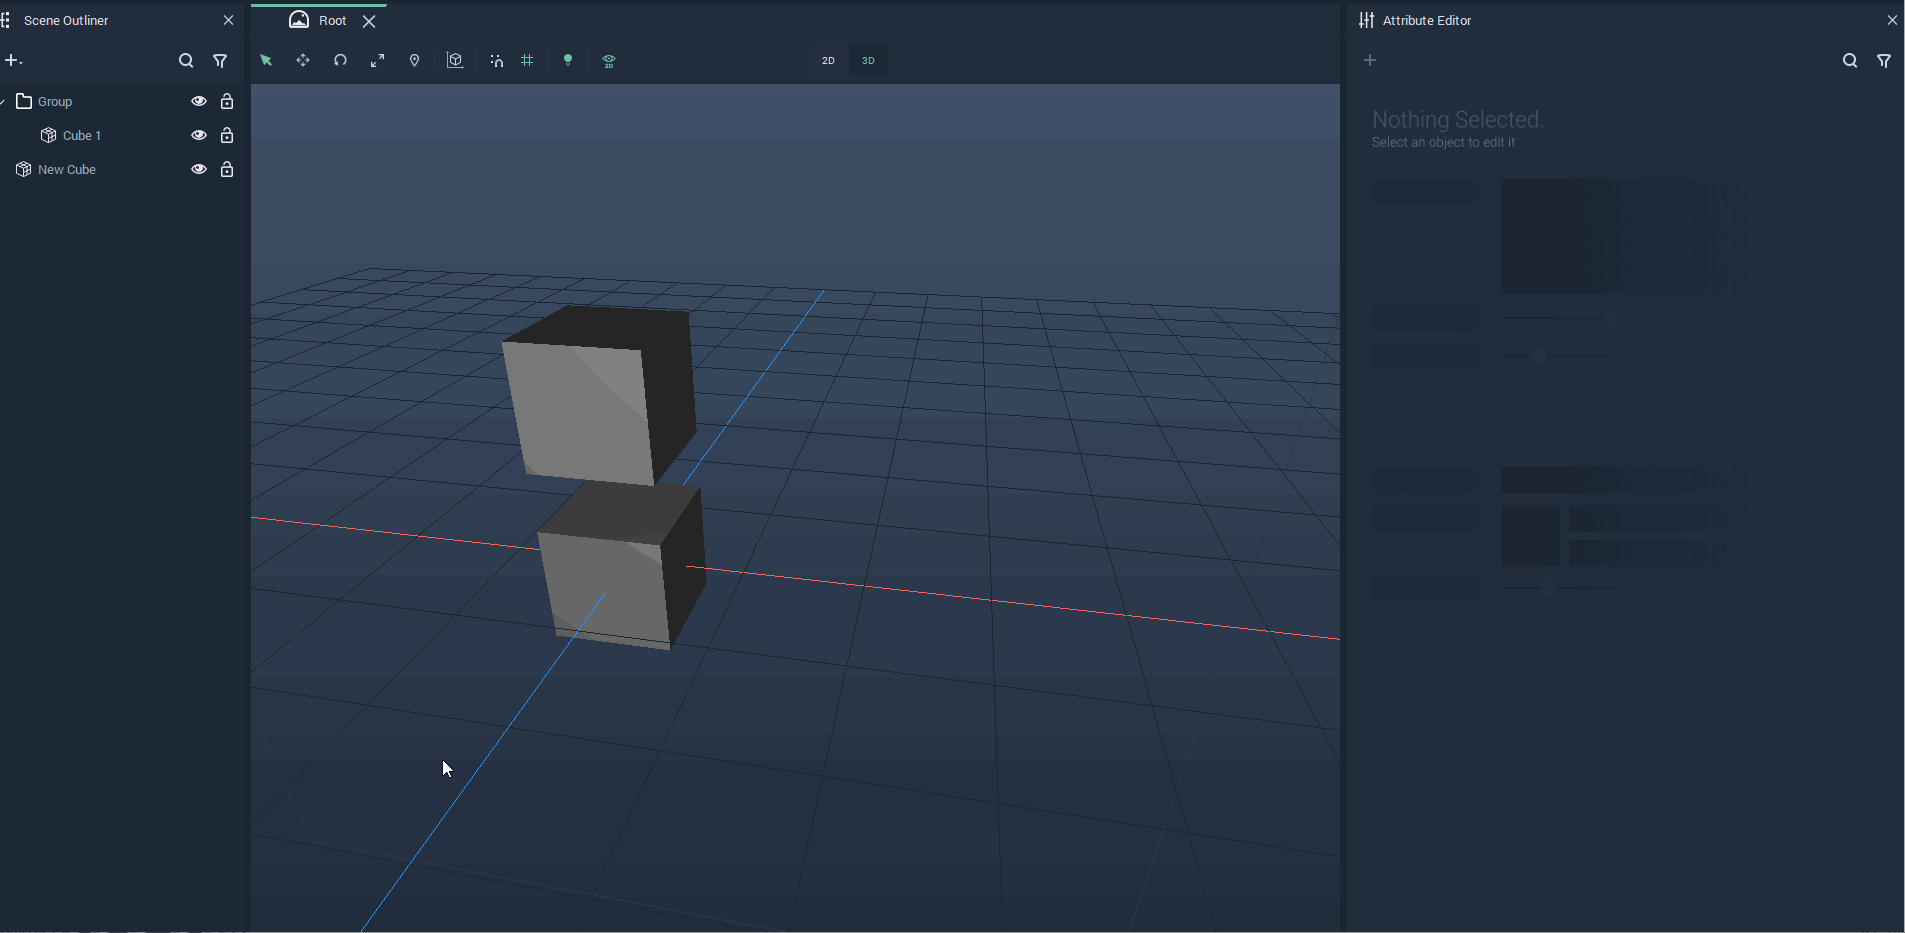 Scene Outliner
Root
Attribute Editor
2D
2D
3D
Group
Cube 1
New Cube
Nothing Selected.
Select an object to edit it